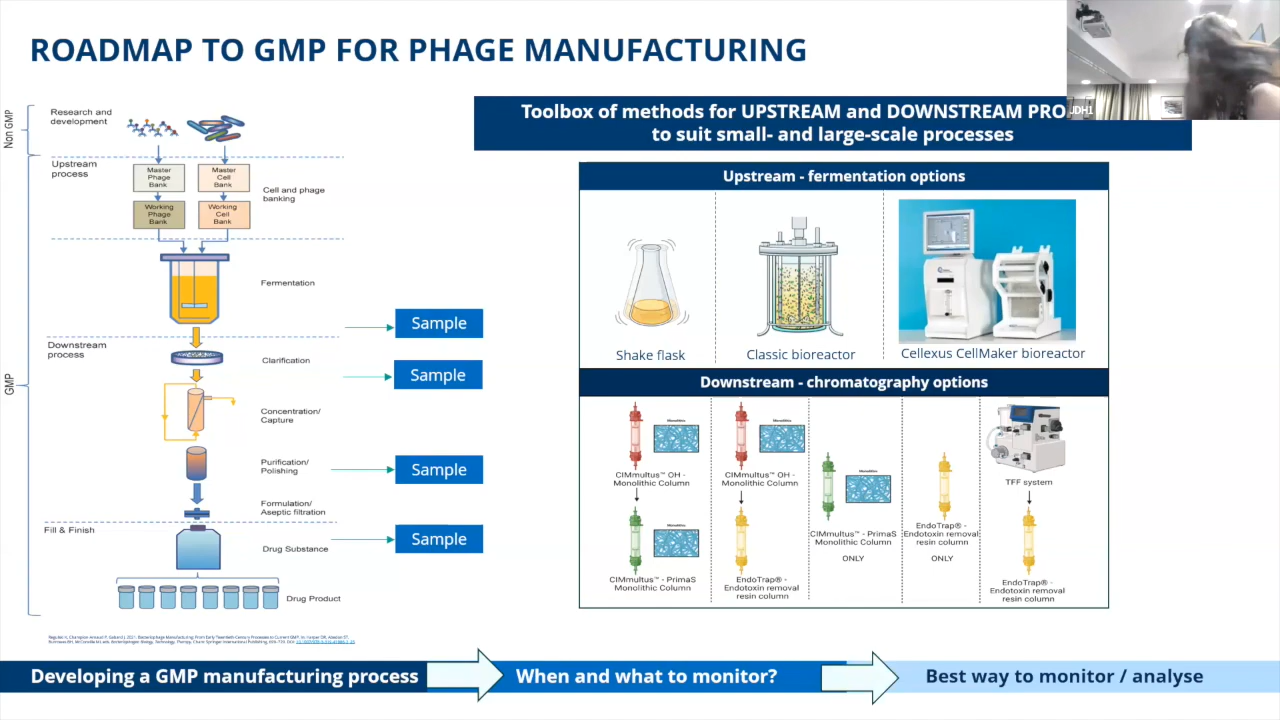 ROADMAP TO GMP FOR PHAGE MANUFACTURING
JDH1
Toolbox of methods for UPSTREAM and DOWNSTREAM PRO
to suit small- and large-scale processes
Non GMP
Research and
development
Upstream
process
Master
Phage
Bank
Master
Cell
Bank
Working
Phage
Bank
Working
Cell
Bank
Cell and phage
banking
Fermentation
Sample
GMP
Downstream
process
Clarification
Sample
Concentration/
Capture
Purification/
Polishing
Sample
Formulation/
Aseptic filtration
Fill & Finish
Drug Substance
Sample
Drug Product
Upstream - fermentation options
Shake flask
Classic bioreactor
Cellexus CellMaker bioreactor
Downstream - chromatography options
CIMmultus™ OH -
Monolithic Column
CIMmultus™ - PrimaS
Monolithic Column
CIMmultus™ OH -
Monolithic Column
EndoTrap® -
Endotoxin removal
resin column
CIMmultus™ - PrimaS
Monolithic Column
ONLY
EndoTrap® -
Endotoxin removal
resin column
ONLY
TFF system
EndoTrap® -
Endotoxin removal
resin column
Developing a GMP manufacturing process
When and what to monitor?
Best way to monitor / analyse